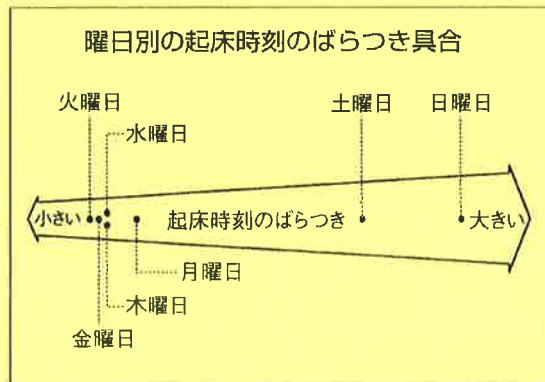 曜日別の起床時刻のばらつき具合
火曜日
土曜日
日曜日
水曜日
小さい
起床時刻のばらつき
大きい
月曜日
木曜日
金曜日